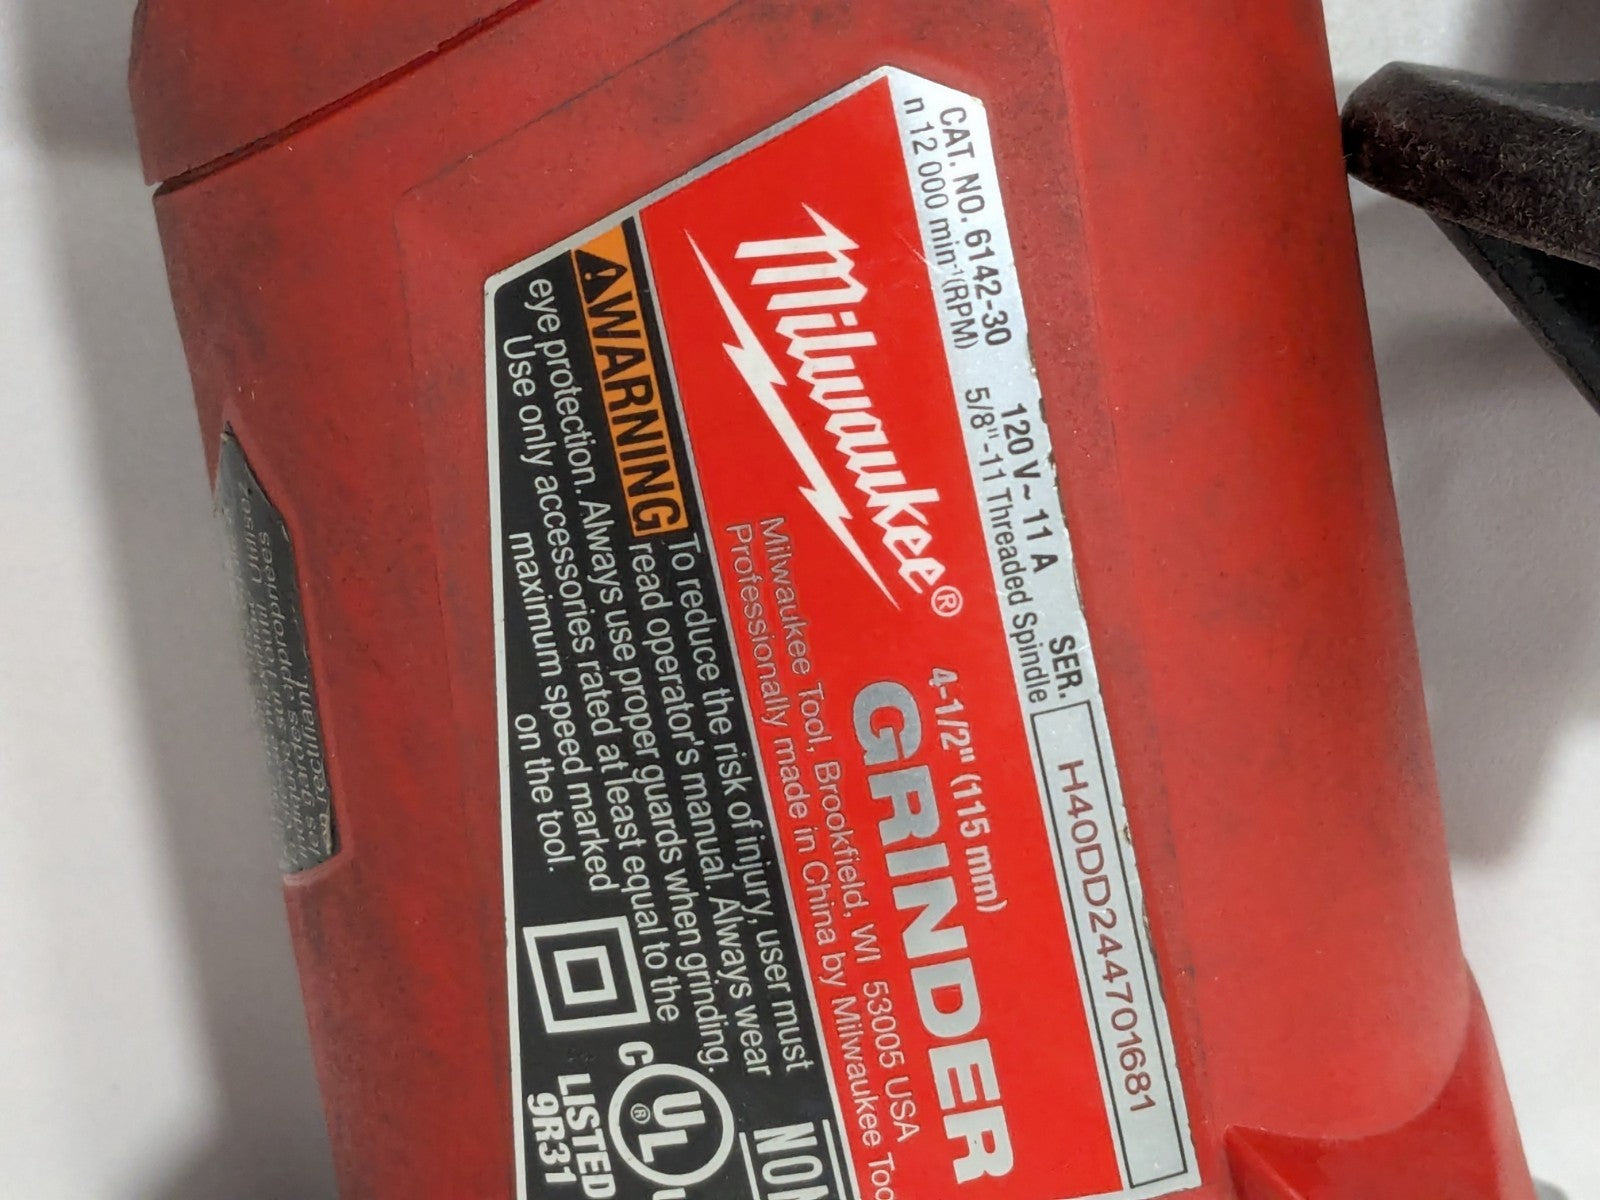 CAT. NO. 6142-30 120 V~ 11 A SER. H40DD244701681
n 12 000 min-¹(RPM) 5/8"-11 Threaded Spindle
Milwaukee®
4-1/2" (115 mm)
GRINDER
Milwaukee Tool, Brookfield, WI 53005 USA
Professionally made in China by Milwaukee Too
WARNING To reduce the risk of injury, user must
read operator's manual. Always wear
eye protection. Always use proper guards when grinding.
Use only accessories rated at least equal to the
maximum speed marked
on the tool.
C UL ®
LISTED
9R31
NON